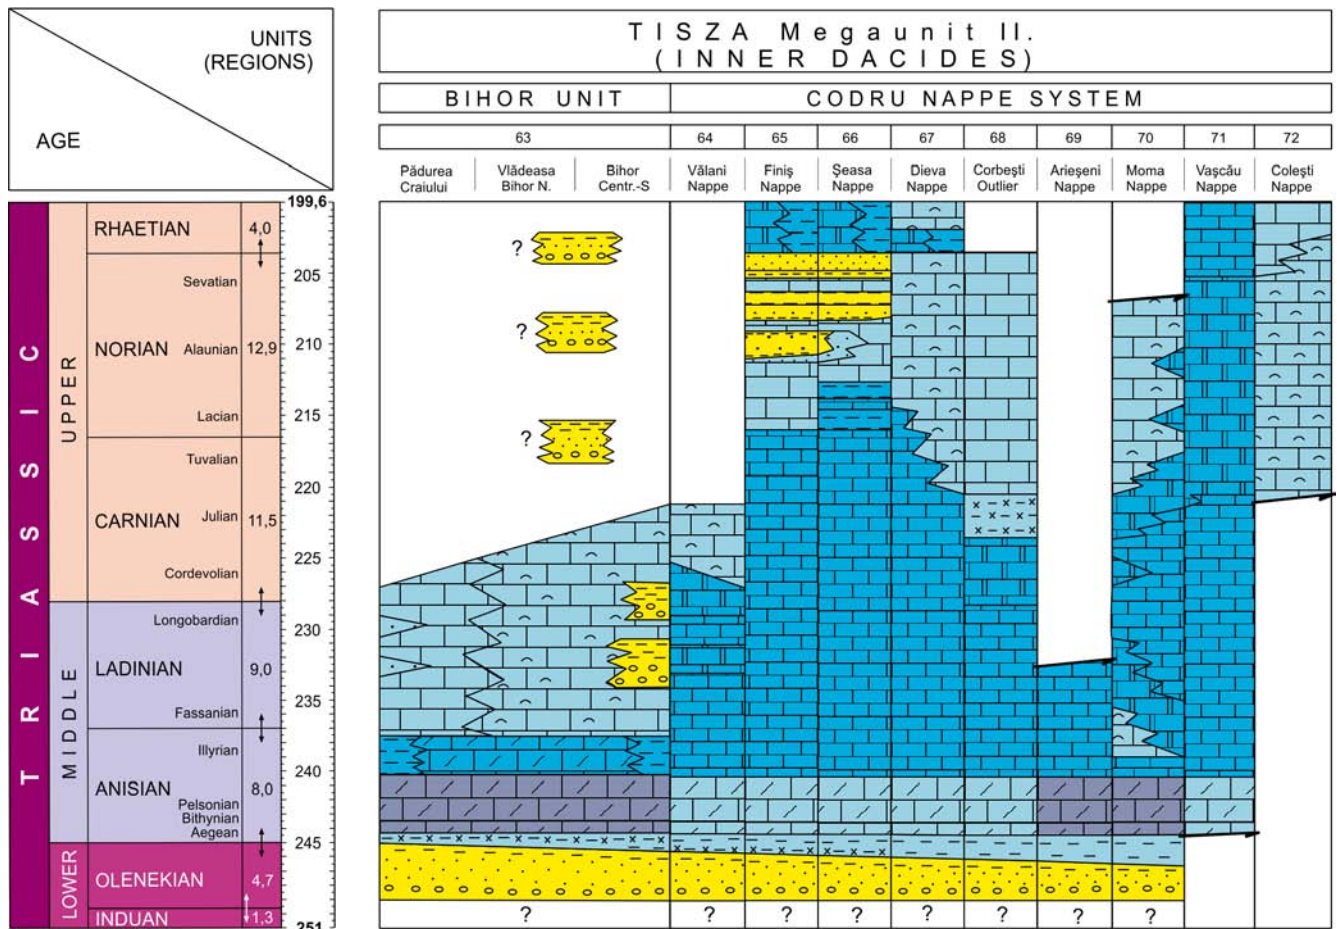 UNITS
(REGIONS)
AGE
TISZA Megaunit II.
(INNER DACIDES)
BIHOR UNIT
CODRU NAPPE SYSTEM
63 64 65 66 67 68 69 70 71 72
Pădurea Craiului
Vlădeasa Bihor N.
Bihor Centr.-S
Vălani Nappe
Finiş Nappe
Şeasa Nappe
Dieva Nappe
Corbeşti Outlier
Arieşeni Nappe
Moma Nappe
Vaşcău Nappe
Coleşti Nappe
TRIASSIC
UPPER
RHAETIAN 4,0
Sevatian
NORIAN Alaunian 12,9
Lacian
Tuvalian
CARNIAN Julian 11,5
Cordevolian
MIDDLE
Longobardian
LADINIAN 9,0
Fassanian
Illyrian
ANISIAN 8,0
Pelsonian
Bithynian
Aegean
LOWER
OLENEKIAN 4,7
INDUAN 1,3
199,6
205
210
215
220
225
230
235
240
245
251
?
?
?
? ? ? ? ? ? ? ?